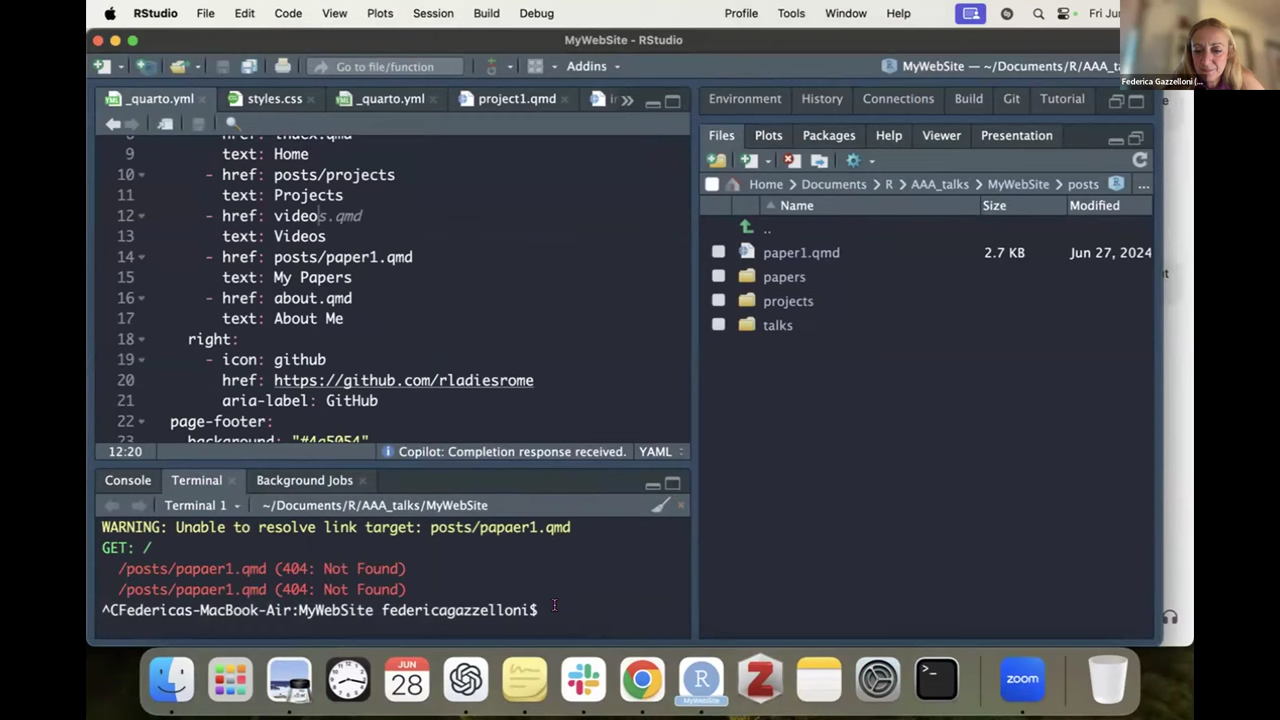 RStudio File Edit Code View Plots Session Build Debug Profile Tools Window Help Fri Jun
MyWebSite - RStudio
Go to file/function Addins MyWebSite — ~/Documents/R/AAA_ta
Federica Gazzelloni (...
_quarto.yml styles.css _quarto.yml project1.qmd
Environment History Connections Build Git Tutorial
Files Plots Packages Help Viewer Presentation
Home Documents R AAA_talks MyWebSite posts ...
Name Size Modified
..
paper1.qmd 2.7 KB Jun 27, 2024
papers
projects
talks
href: index.qmd
9 text: Home
10 - href: posts/projects
11 text: Projects
12 - href: videos.qmd
13 text: Videos
14 - href: posts/paper1.qmd
15 text: My Papers
16 - href: about.qmd
17 text: About Me
18 right:
19 - icon: github
20 href: https://github.com/rladiesrome
21 aria-label: GitHub
22 page-footer:
23 background: "#4a5054"
12:20 Copilot: Completion response received. YAML
Console Terminal Background Jobs
Terminal 1 ~/Documents/R/AAA_talks/MyWebSite
WARNING: Unable to resolve link target: posts/papaer1.qmd
GET: /
/posts/papaer1.qmd (404: Not Found)
/posts/papaer1.qmd (404: Not Found)
^CFedericas-MacBook-Air:MyWebSite federicagazzelloni$
JUN
28
R
MyWebSite
Z
>_
zoom